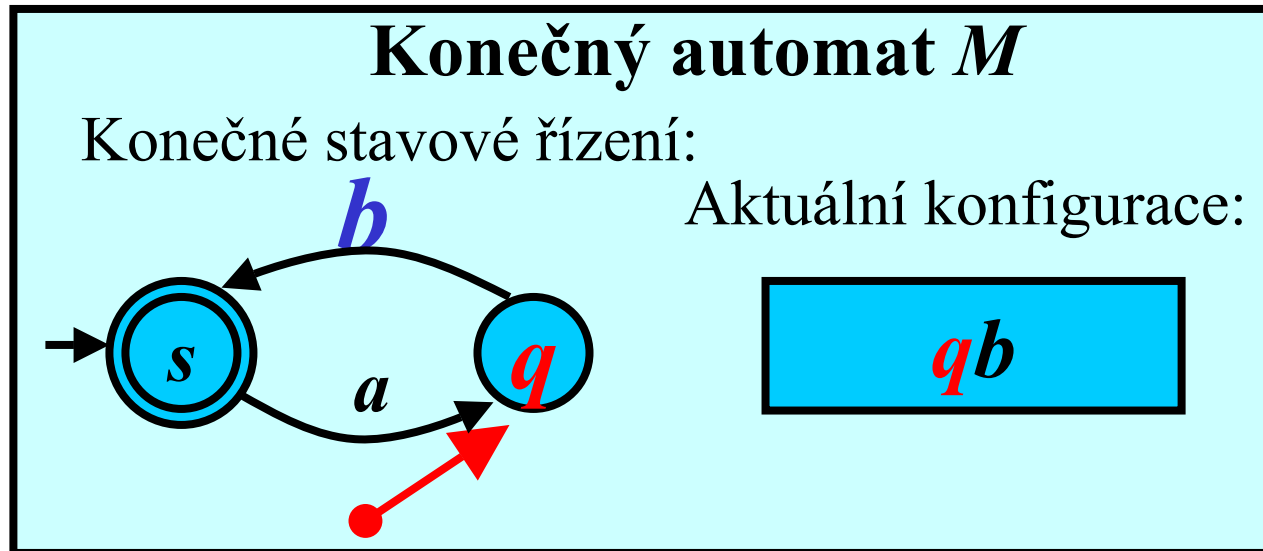 Konečný automat M
Konečné stavové řízení:
Aktuální konfigurace:
b
s
q
a
qb